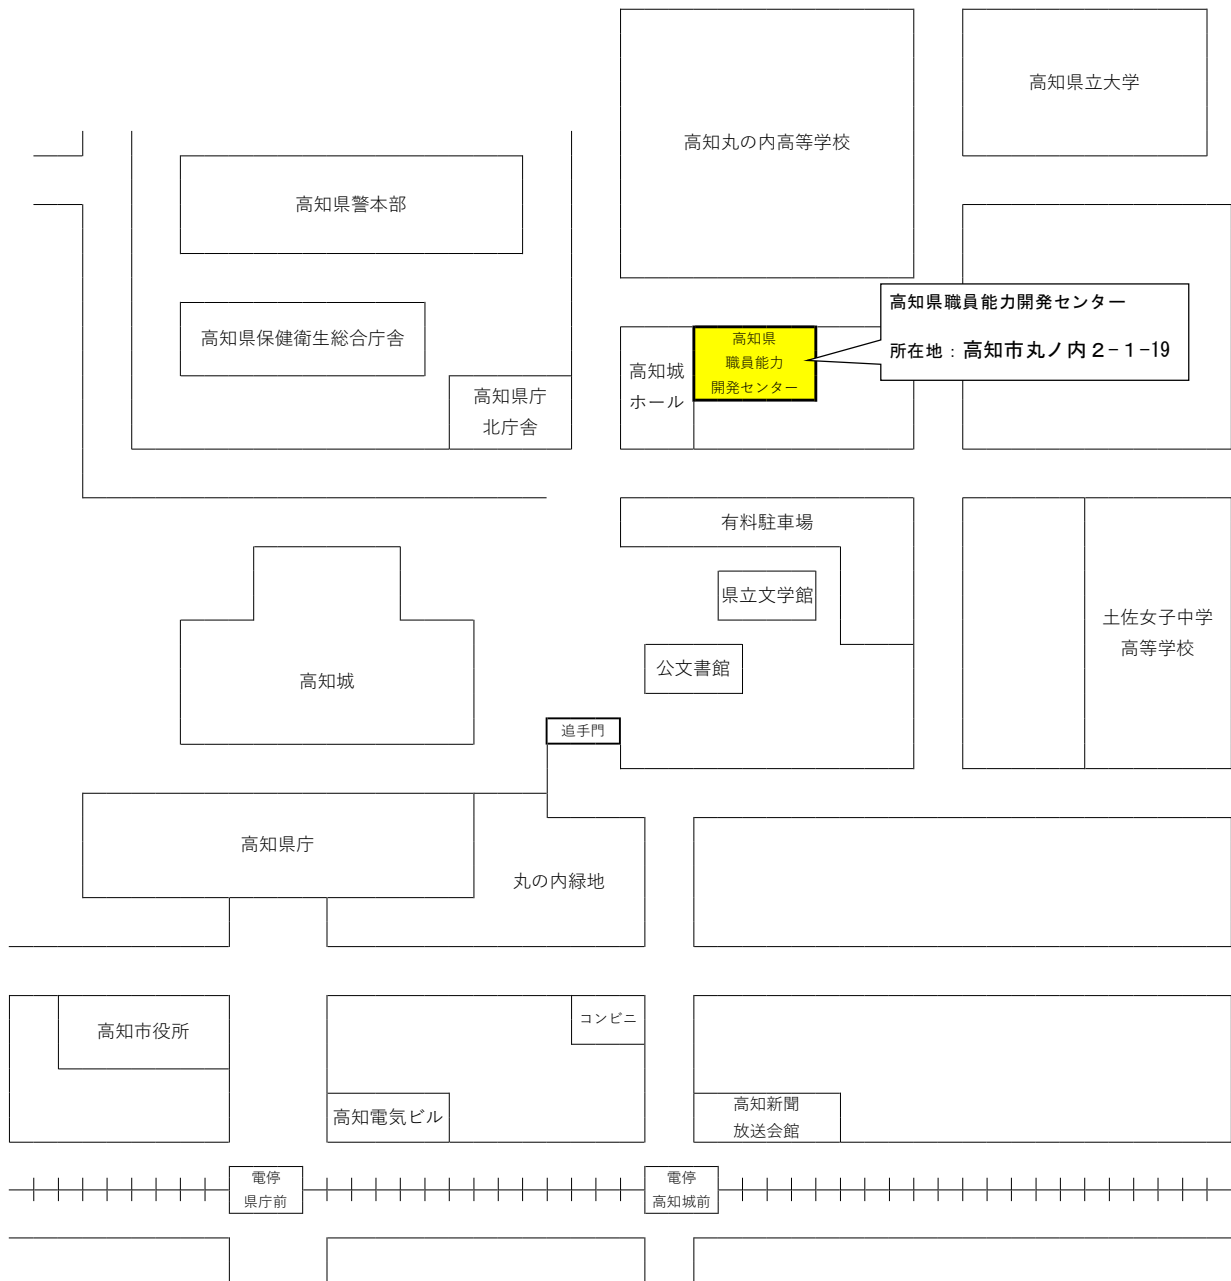 高知県立大学
高知丸の内高等学校
高知県警本部
高知県職員能力開発センター
所在地：高知市丸ノ内２−１−19
高知県保健衛生総合庁舎
高知県
職員能力
開発センター
高知城
ホール
高知県庁
北庁舎
有料駐車場
県立文学館
土佐女子中学
高等学校
公文書館
高知城
追手門
高知県庁
丸の内緑地
高知市役所
コンビニ
高知電気ビル
高知新聞
放送会館
電停
県庁前
電停
高知城前